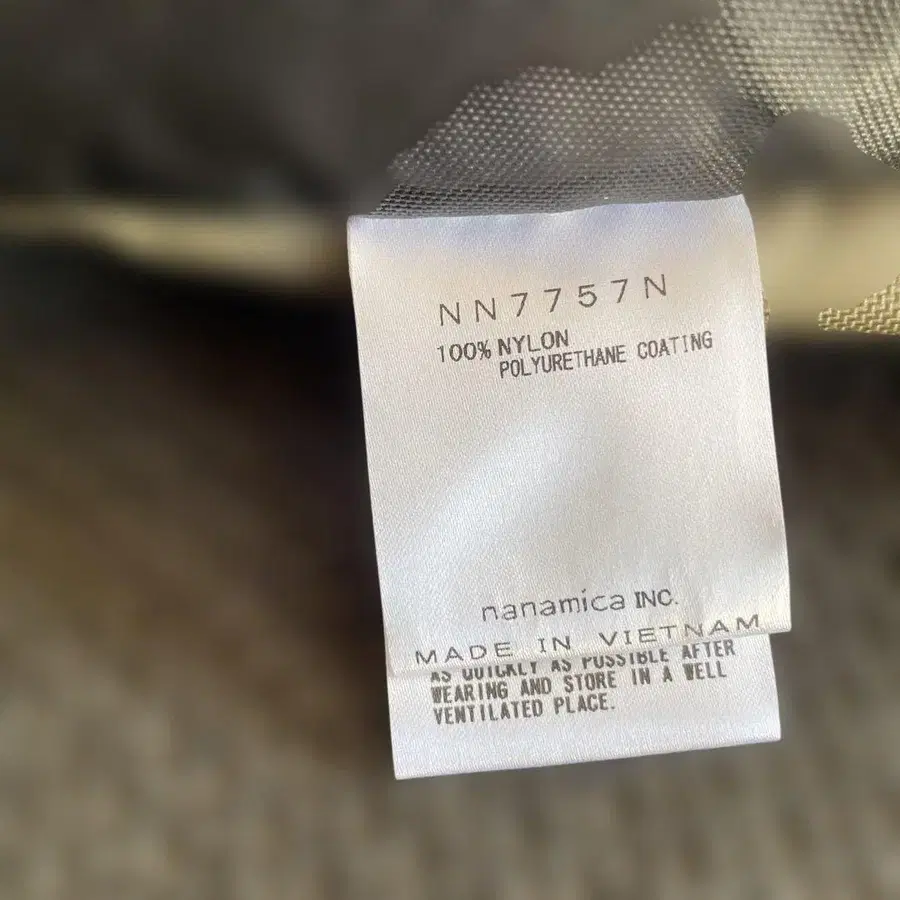 NN7757N
100% NYLON
POLYURETHANE COATING
nanamica INC.
MADE IN VIETNAM
AS QUICKLY AS POSSIBLE AFTER
WEARING AND STORE IN A WELL
VENTILATED PLACE.